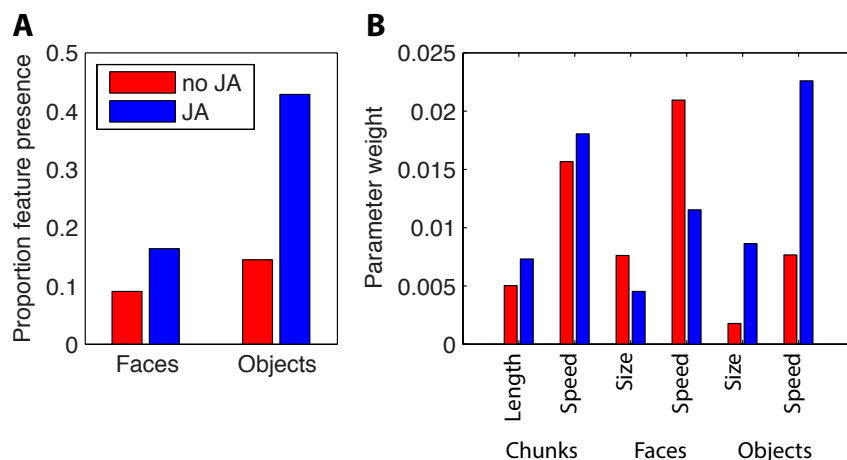 A
Proportion feature presence
0.5
0.4
0.3
0.2
0.1
0
no JA
JA
Faces
Objects
B
Parameter weight
0.025
0.02
0.015
0.01
0.005
0
Length
Speed
Size
Speed
Size
Speed
Chunks
Faces
Objects